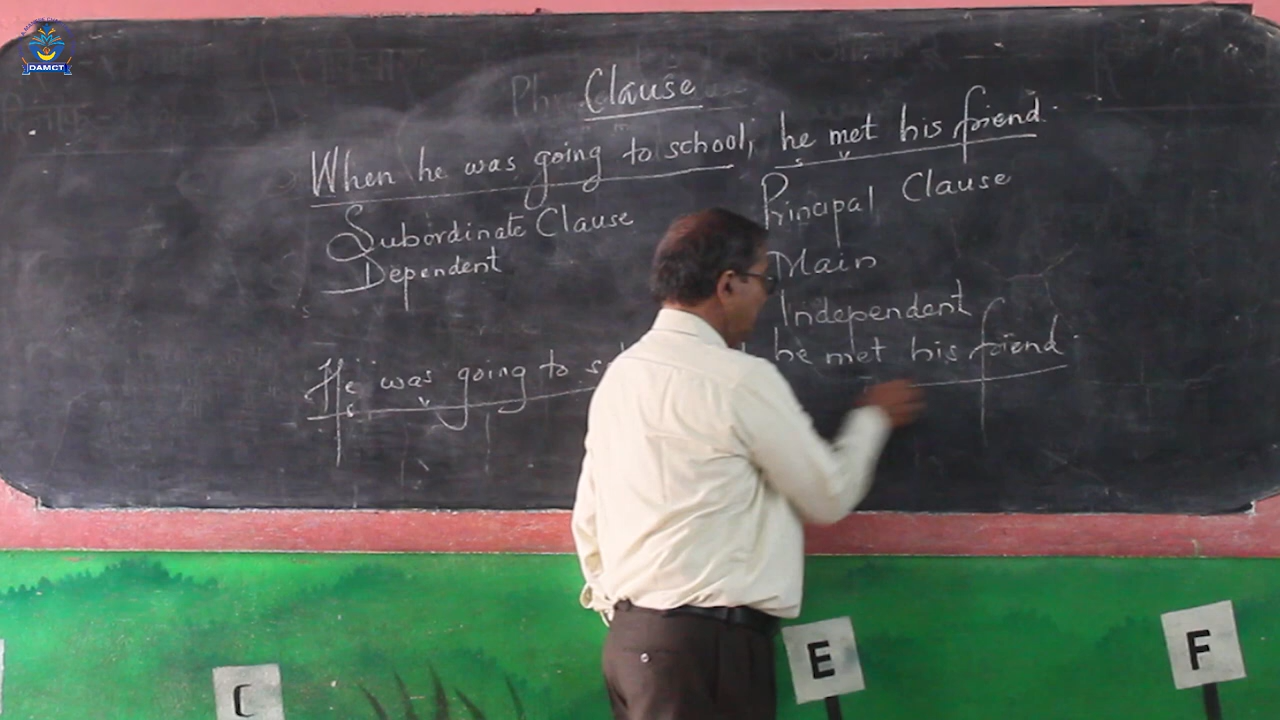 DAMCT
Clause
When he was going to school, he met his friend.
s v
Subordinate Clause Principal Clause
Dependent Main
Independent
He was going to he met his friend.
s v
C E F